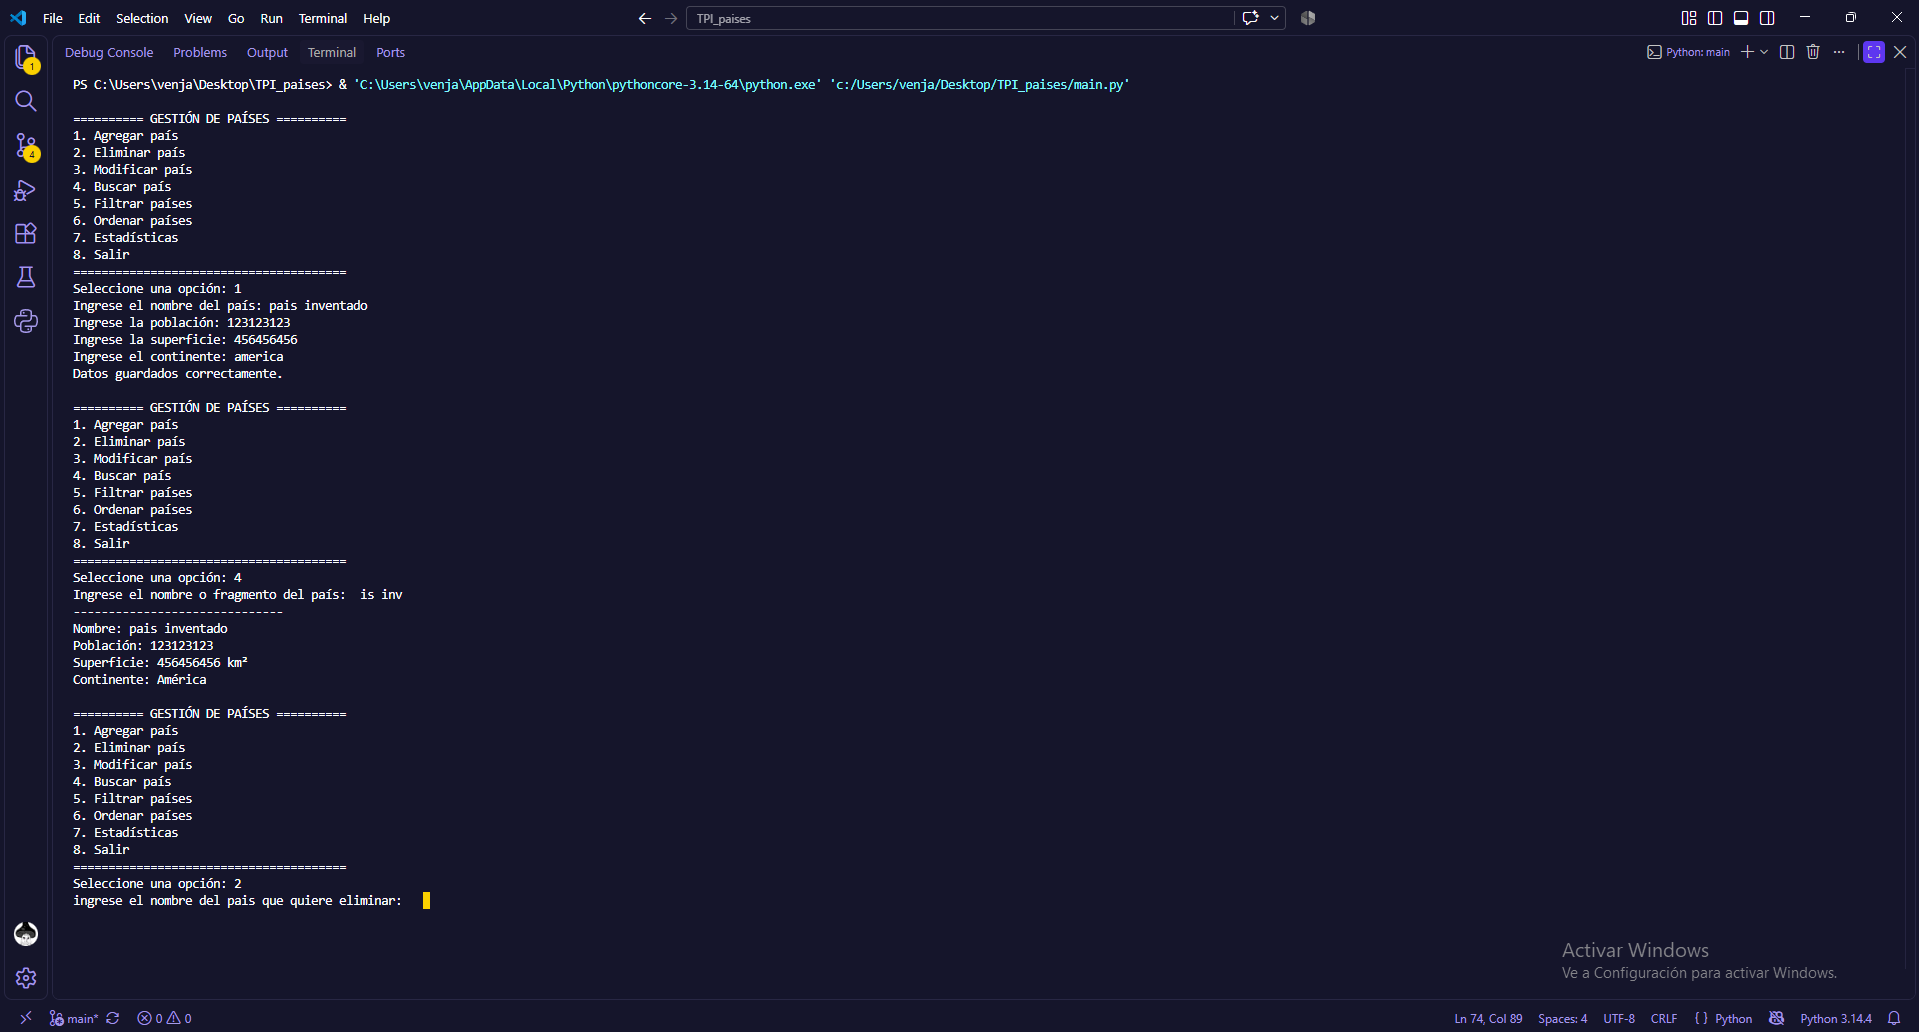 File Edit Selection View Go Run Terminal Help
TPI_paises
Debug Console Problems Output Terminal Ports
Python: main
PS C:\Users\venja\Desktop\TPI_paises> & 'C:\Users\venja\AppData\Local\Python\pythoncore-3.14-64\python.exe' 'c:/Users/venja/Desktop/TPI_paises/main.py'
========== GESTIÓN DE PAÍSES ==========
1. Agregar país
2. Eliminar país
3. Modificar país
4. Buscar país
5. Filtrar países
6. Ordenar países
7. Estadísticas
8. Salir
=======================================
Seleccione una opción: 1
Ingrese el nombre del país: pais inventado
Ingrese la población: 123123123
Ingrese la superficie: 456456456
Ingrese el continente: america
Datos guardados correctamente.
========== GESTIÓN DE PAÍSES ==========
1. Agregar país
2. Eliminar país
3. Modificar país
4. Buscar país
5. Filtrar países
6. Ordenar países
7. Estadísticas
8. Salir
=======================================
Seleccione una opción: 4
Ingrese el nombre o fragmento del país:  is inv
------------------------------
Nombre: pais inventado
Población: 123123123
Superficie: 456456456 km²
Continente: América
========== GESTIÓN DE PAÍSES ==========
1. Agregar país
2. Eliminar país
3. Modificar país
4. Buscar país
5. Filtrar países
6. Ordenar países
7. Estadísticas
8. Salir
=======================================
Seleccione una opción: 2
ingrese el nombre del pais que quiere eliminar:
1
4
Activar Windows
Ve a Configuración para activar Windows.
main* 0 0 Ln 74, Col 89 Spaces: 4 UTF-8 CRLF { } Python Python 3.14.4